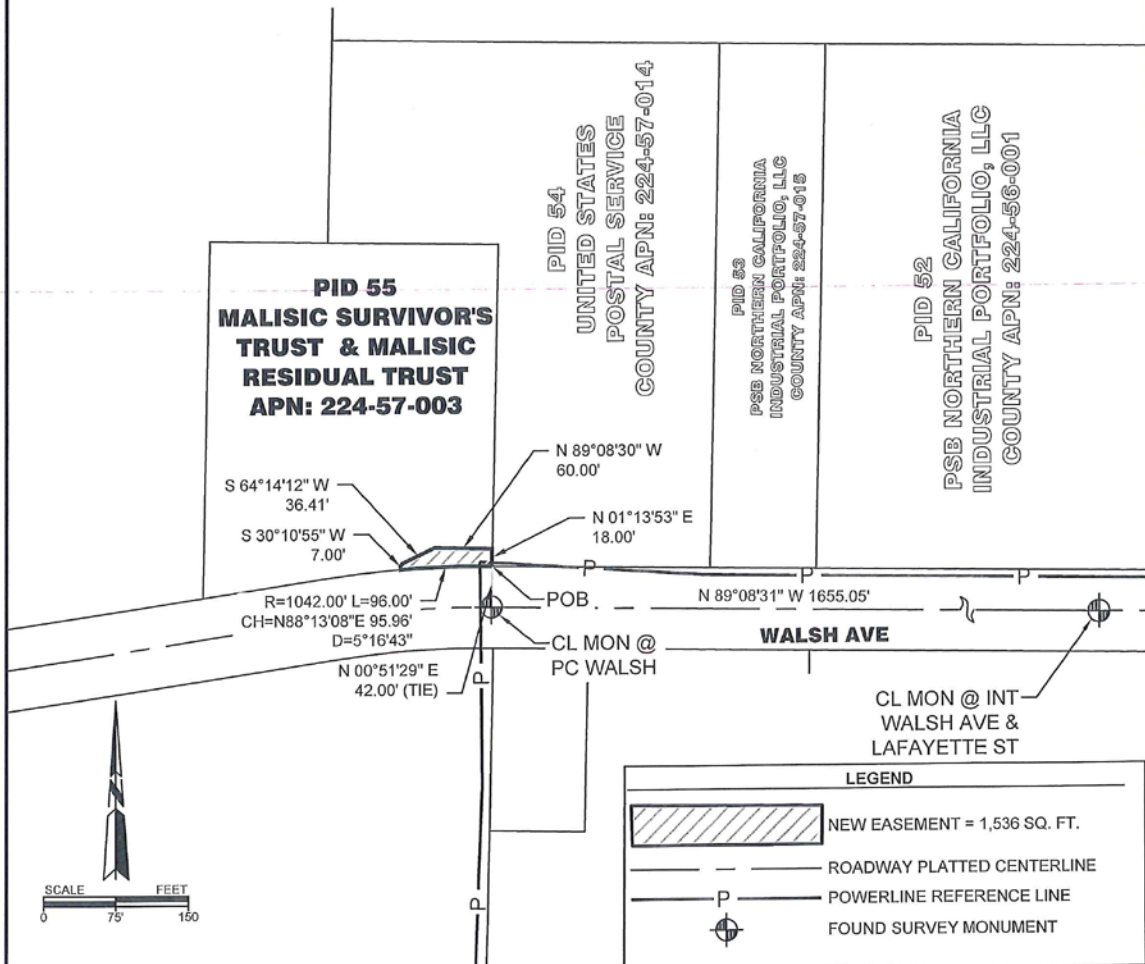 PID 54
UNITED STATES
POSTAL SERVICE
COUNTY APN: 224-57-014
PID 53
PSB NORTHERN CALIFORNIA
INDUSTRIAL PORTFOLIO, LLC
COUNTY APN: 224-57-015
PID 52
PSB NORTHERN CALIFORNIA
INDUSTRIAL PORTFOLIO, LLC
COUNTY APN: 224-56-001
PID 55
MALISIC SURVIVOR'S
TRUST & MALISIC
RESIDUAL TRUST
APN: 224-57-003
N 89°08'30" W
60.00'
S 64°14'12" W
36.41'
N 01°13'53" E
18.00'
S 30°10'55" W
7.00'
R=1042.00' L=96.00'
CH=N88°13'08"E 95.96'
D=5°16'43"
POB
P
P
P
N 89°08'31" W 1655.05'
WALSH AVE
N 00°51'29" E
42.00' (TIE)
CL MON @
PC WALSH
P
CL MON @ INT
WALSH AVE &
LAFAYETTE ST
N
SCALE FEET
0 75' 150
P
LEGEND
NEW EASEMENT = 1,536 SQ. FT.
ROADWAY PLATTED CENTERLINE
P POWERLINE REFERENCE LINE
FOUND SURVEY MONUMENT